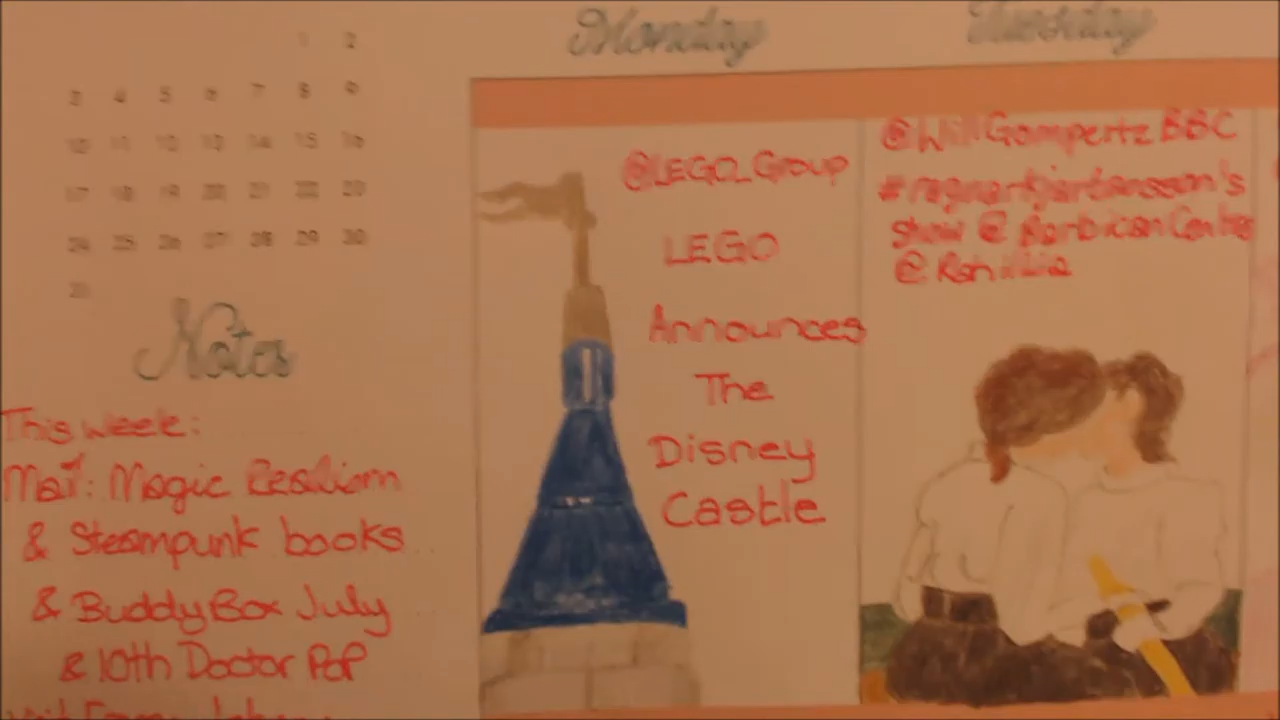 Monday
Tuesday
1 2
3 4 5 6 7 8 9
10 11 12 13 14 15 16
17 18 19 20 21 22 23
24 25 26 27 28 29 30
Notes
This week:
Magic Realism
& Steampunk books
& BuddyBox July
& 10th Doctor PoP
@LEGO_Group
LEGO
Announces
The
Disney
Castle
@WillGompertzBBC
show @ Barbican Centre
@